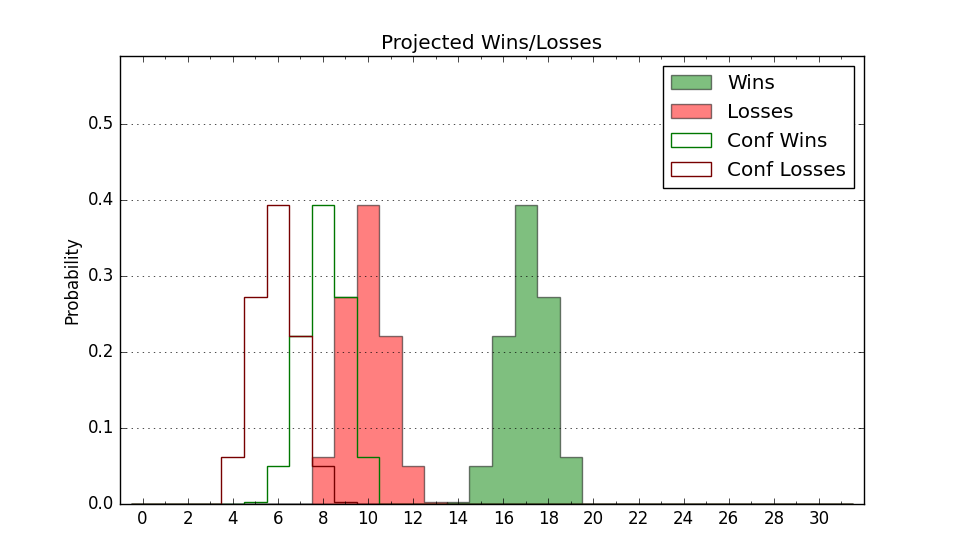 Projected Wins/Losses
Wins
Losses
Conf Wins
Conf Losses
Probability
0.5
0.4
0.3
0.2
0.1
0.0
0 2 4 6 8 10 12 14 16 18 20 22 24 26 28 30